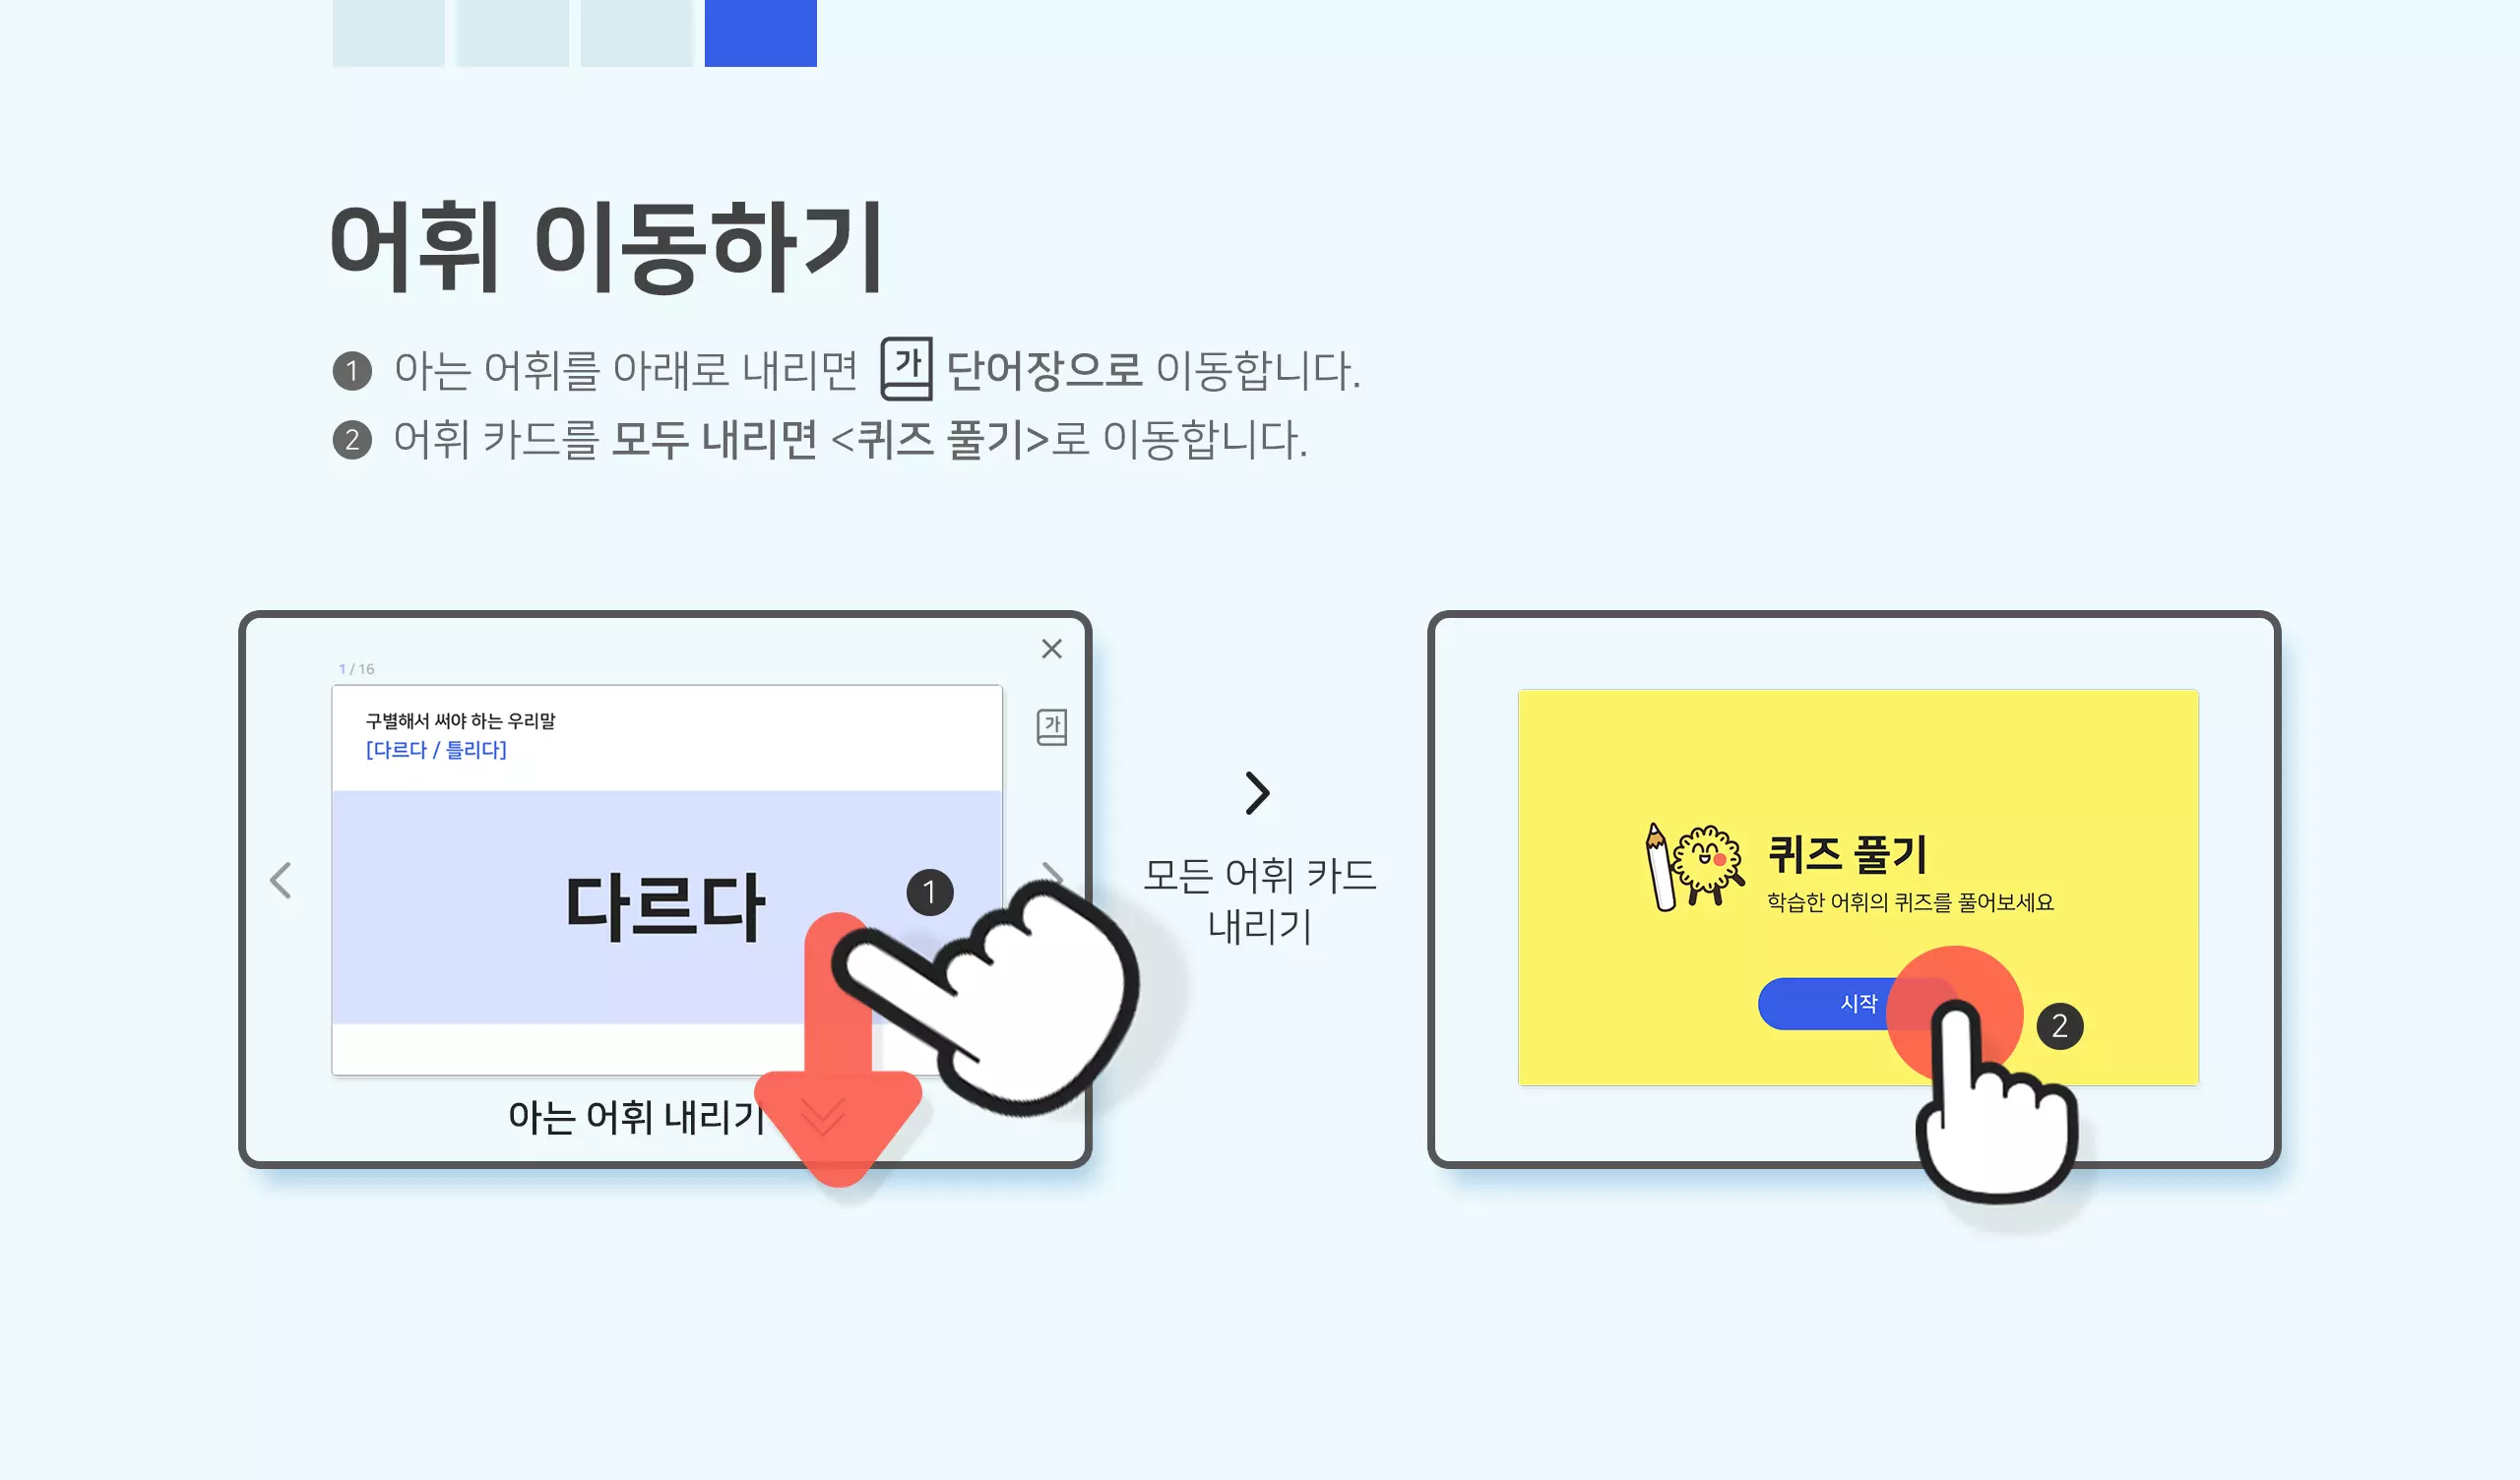 어휘 이동하기
1 아는 어휘를 아래로 내리면 가 단어장으로 이동합니다.
2 어휘 카드를 모두 내리면 <퀴즈 풀기>로 이동합니다.
1 / 16
구별해서 써야 하는 우리말
[다르다 / 틀리다]
가
다르다
1
아는 어휘 내리기
모든 어휘 카드
내리기
퀴즈 풀기
학습한 어휘의 퀴즈를 풀어보세요
시작
2